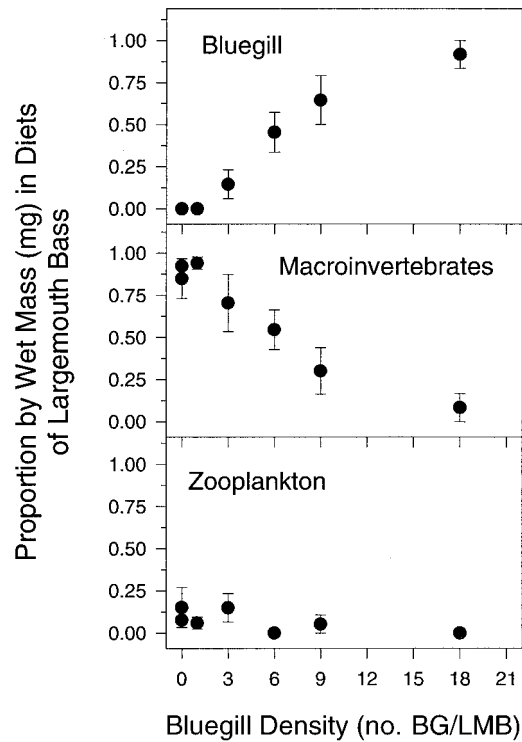 Proportion by Wet Mass (mg) in Diets
of Largemouth Bass
Bluegill
1.00
0.75
0.50
0.25
0.00
Macroinvertebrates
1.00
0.75
0.50
0.25
0.00
Zooplankton
1.00
0.75
0.50
0.25
0.00
0 3 6 9 12 15 18 21
Bluegill Density (no. BG/LMB)